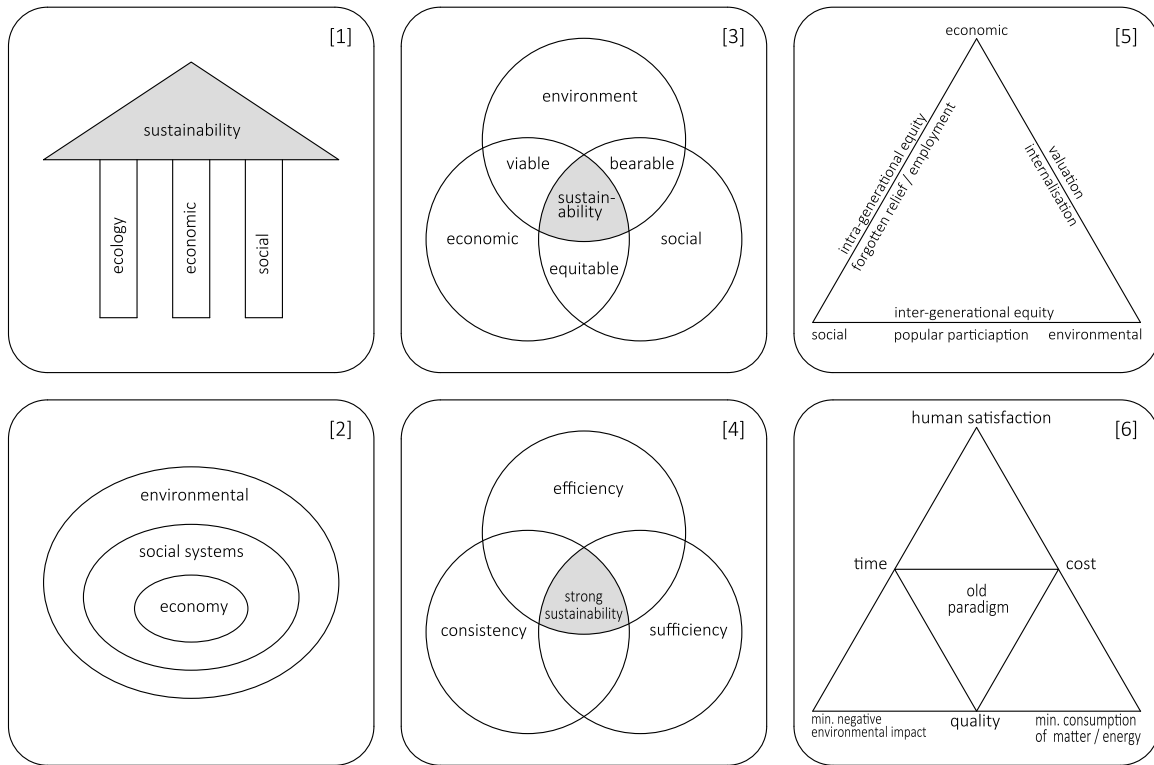 [1]
sustainability
ecology
economic
social
[3]
environment
viable
bearable
sustain-
ability
economic
social
equitable
[5]
economic
intra-generational equity
forgotten relief / employment
valuation
internalisation
inter-generational equity
social
popular particiaption
environmental
[2]
environmental
social systems
economy
[4]
efficiency
strong
sustainability
consistency
sufficiency
[6]
human satisfaction
time
cost
old
paradigm
min. negative
environmental impact
quality
min. consumption
of matter / energy